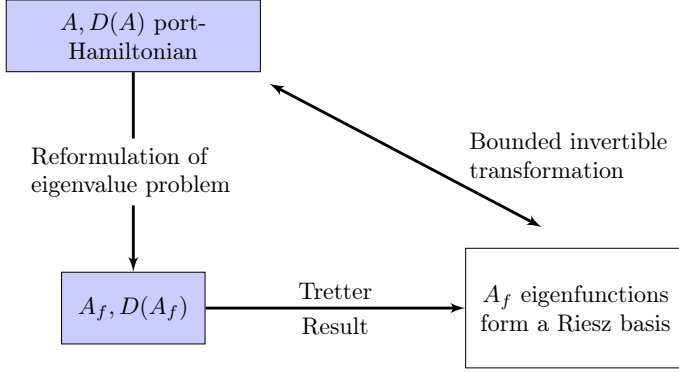 A, D(A) port-
Hamiltonian
Reformulation of
eigenvalue problem
Bounded invertible
transformation
A_f, D(A_f)
Tretter
Result
A_f eigenfunctions
form a Riesz basis